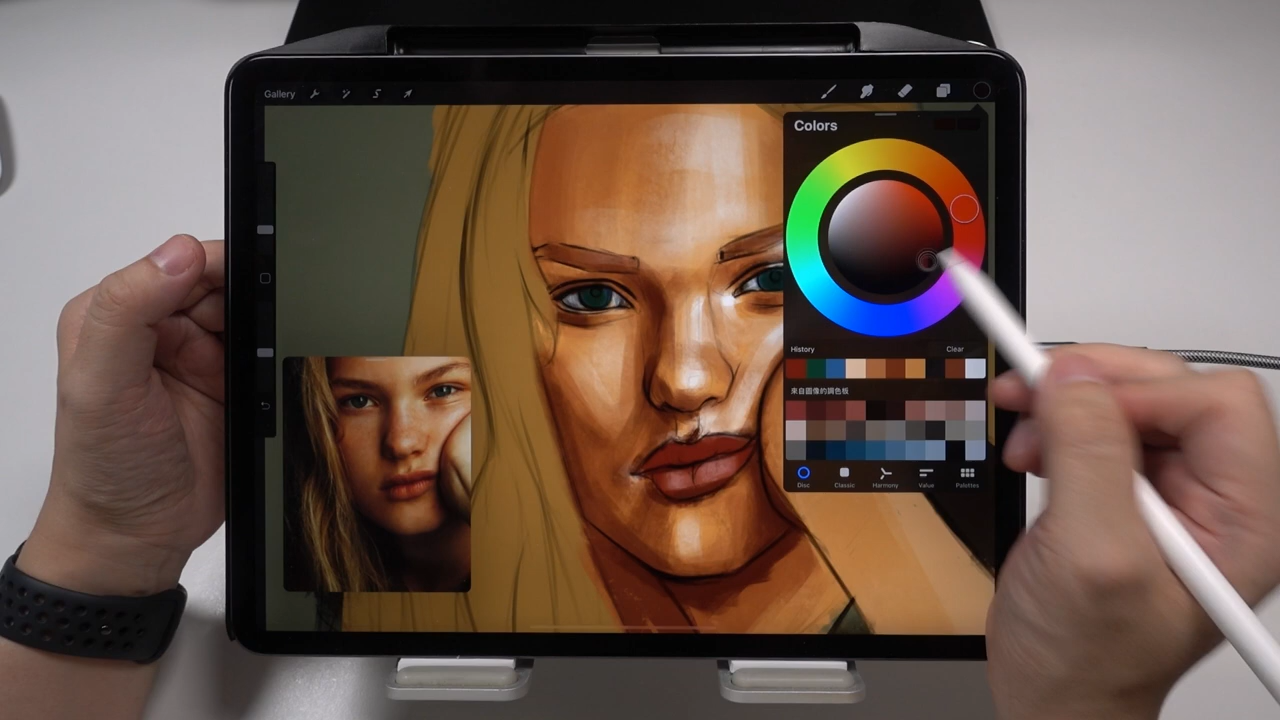 Gallery
Colors
History Clear
來自圖像的調色板
Disc Classic Harmony Value Palettes